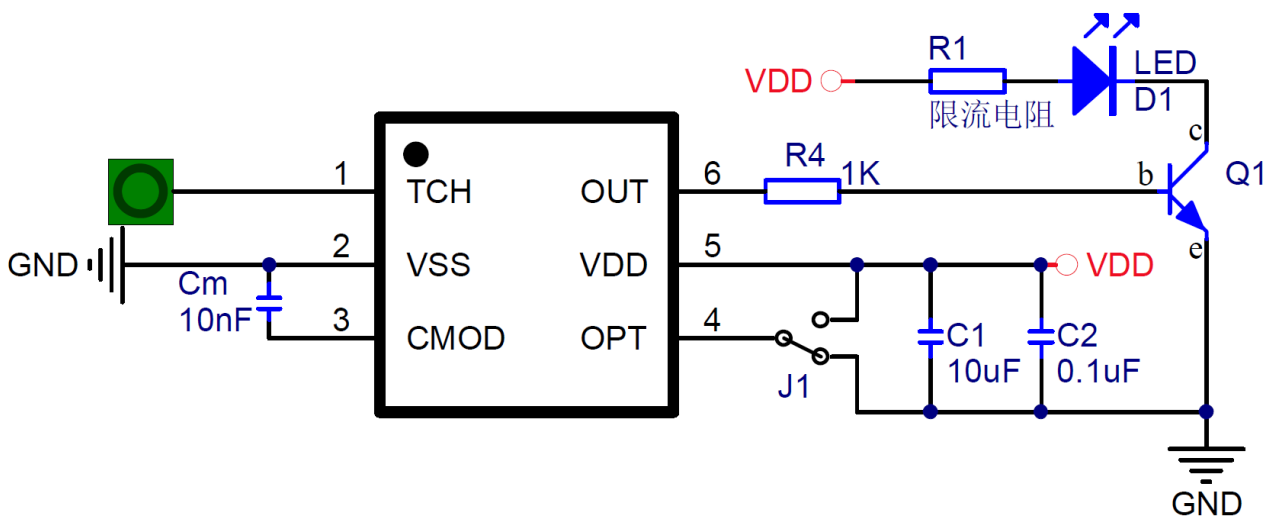 R1
VDD
LED
D1
限流电阻
c
R4
1K
b
Q1
1
TCH
OUT
6
GND
2
VSS
VDD
5
VDD
e
Cm
10nF
3
CMOD
OPT
4
J1
C1
10uF
C2
0.1uF
GND